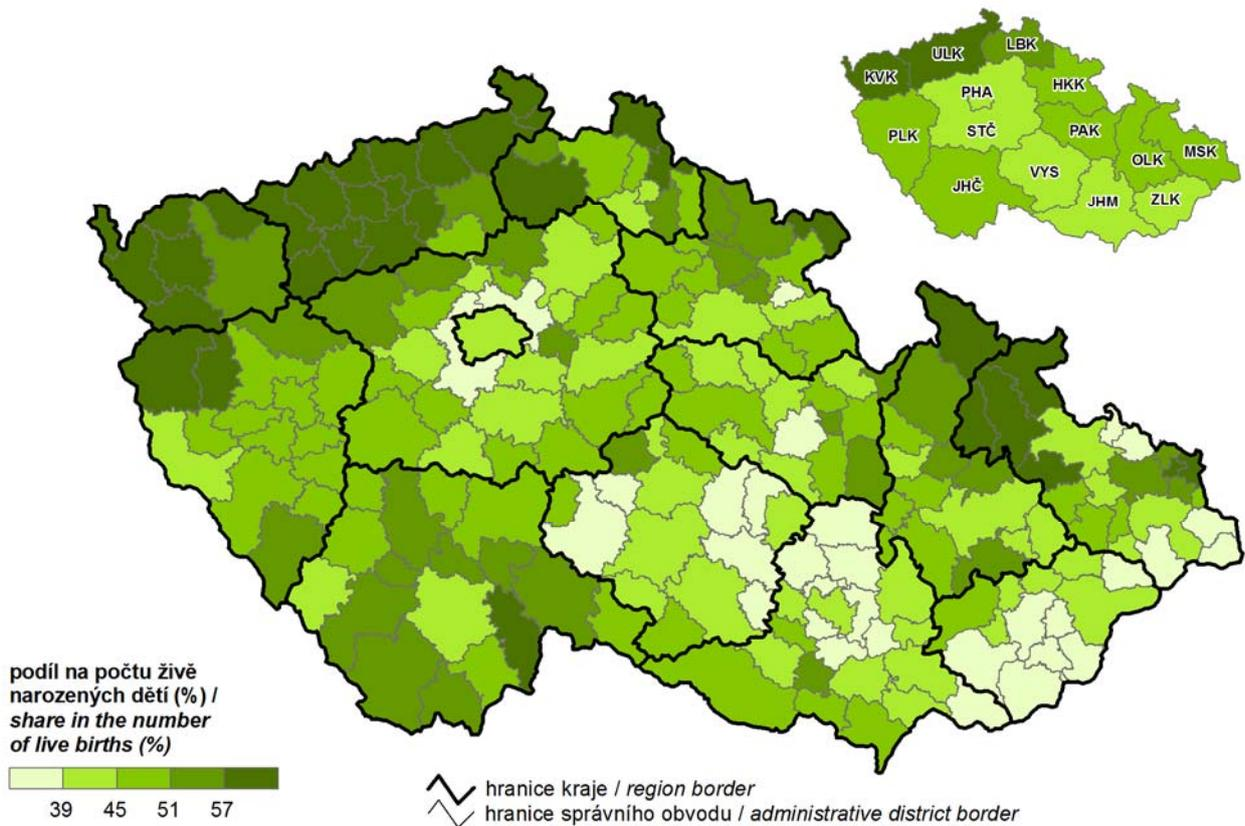 ULK
LBK
KVK
HKK
PHA
PLK
STČ
PAK
OLK
MSK
VYS
JHČ
JHM
ZLK
podíl na počtu živě
narozených dětí (%) /
share in the number
of live births (%)
39 45 51 57
hranice kraje / region border
hranice správního obvodu / administrative district border